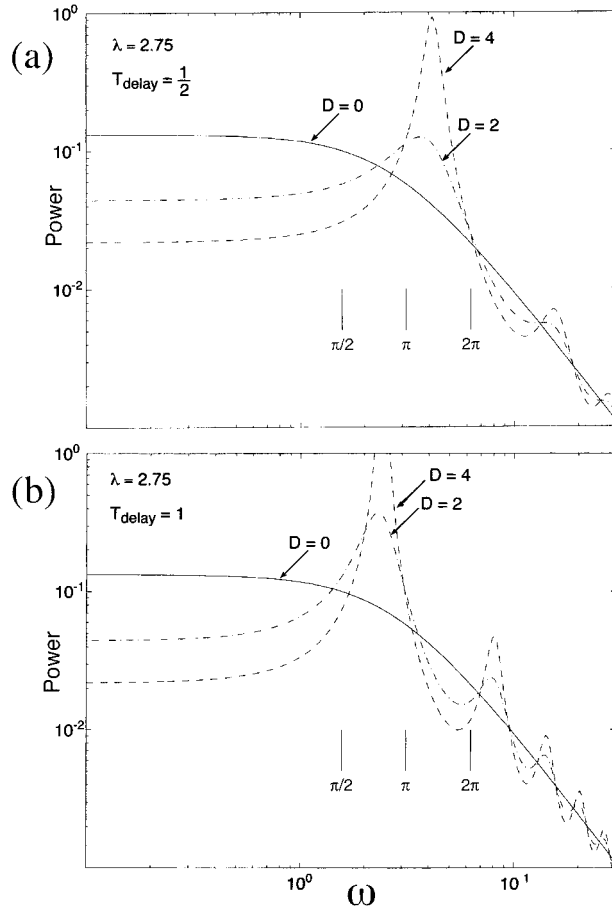 (a)
λ = 2.75
T_delay = 1/2
D = 0
D = 4
D = 2
Power
10^0
10^-1
10^-2
π/2
π
2π
(b)
λ = 2.75
T_delay = 1
D = 0
D = 4
D = 2
Power
10^0
10^-1
10^-2
π/2
π
2π
10^0
10^1
ω